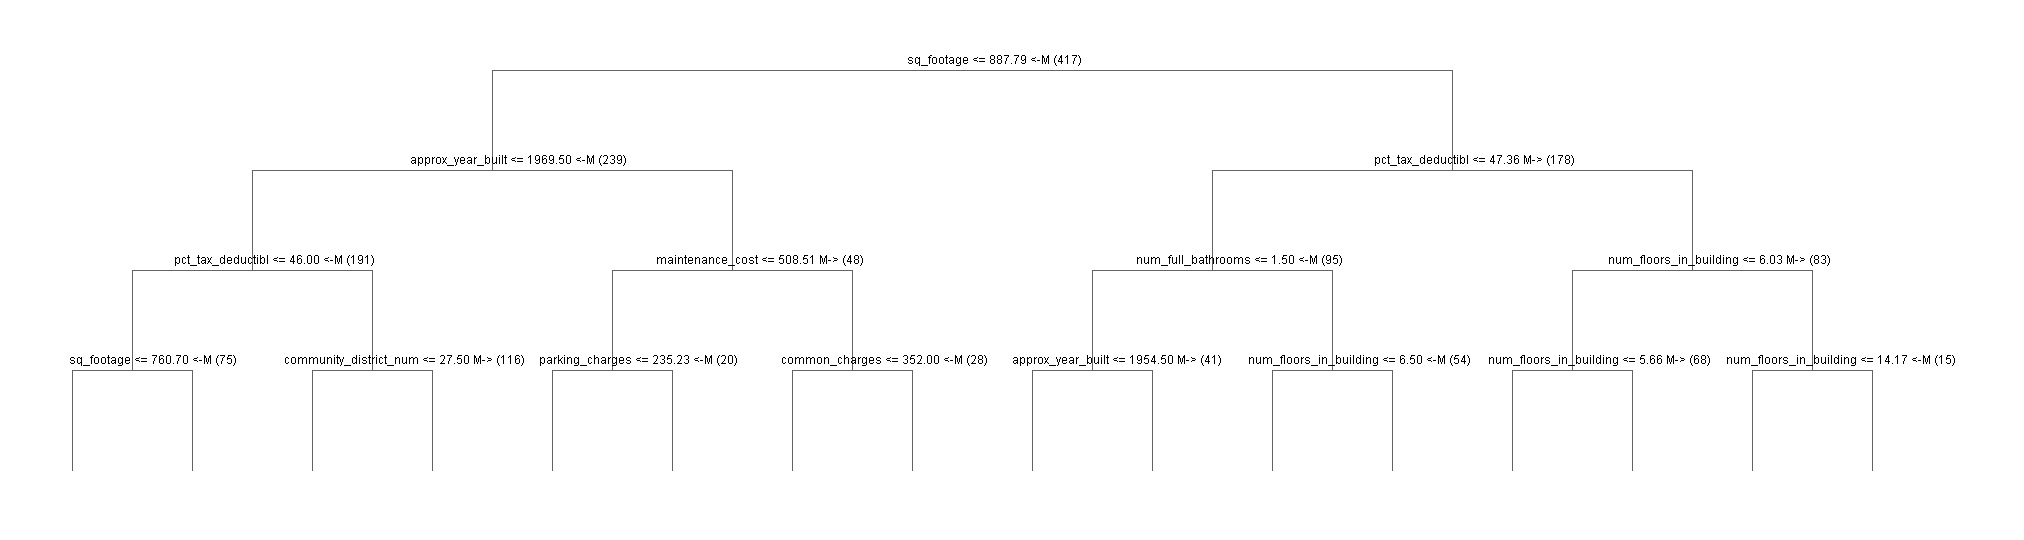 sq_footage <= 887.79 <-M (417)
approx_year_built <= 1969.50 <-M (239)
pct_tax_deductibl <= 47.36 M-> (178)
pct_tax_deductibl <= 46.00 <-M (191)
maintenance_cost <= 508.51 M-> (48)
num_full_bathrooms <= 1.50 <-M (95)
num_floors_in_building <= 6.03 M-> (83)
sq_footage <= 760.70 <-M (75)
community_district_num <= 27.50 M-> (116)
parking_charges <= 235.23 <-M (20)
common_charges <= 352.00 <-M (28)
approx_year_built <= 1954.50 M-> (41)
num_floors_in_building <= 6.50 <-M (54)
num_floors_in_building <= 5.66 M-> (68)
num_floors_in_building <= 14.17 <-M (15)